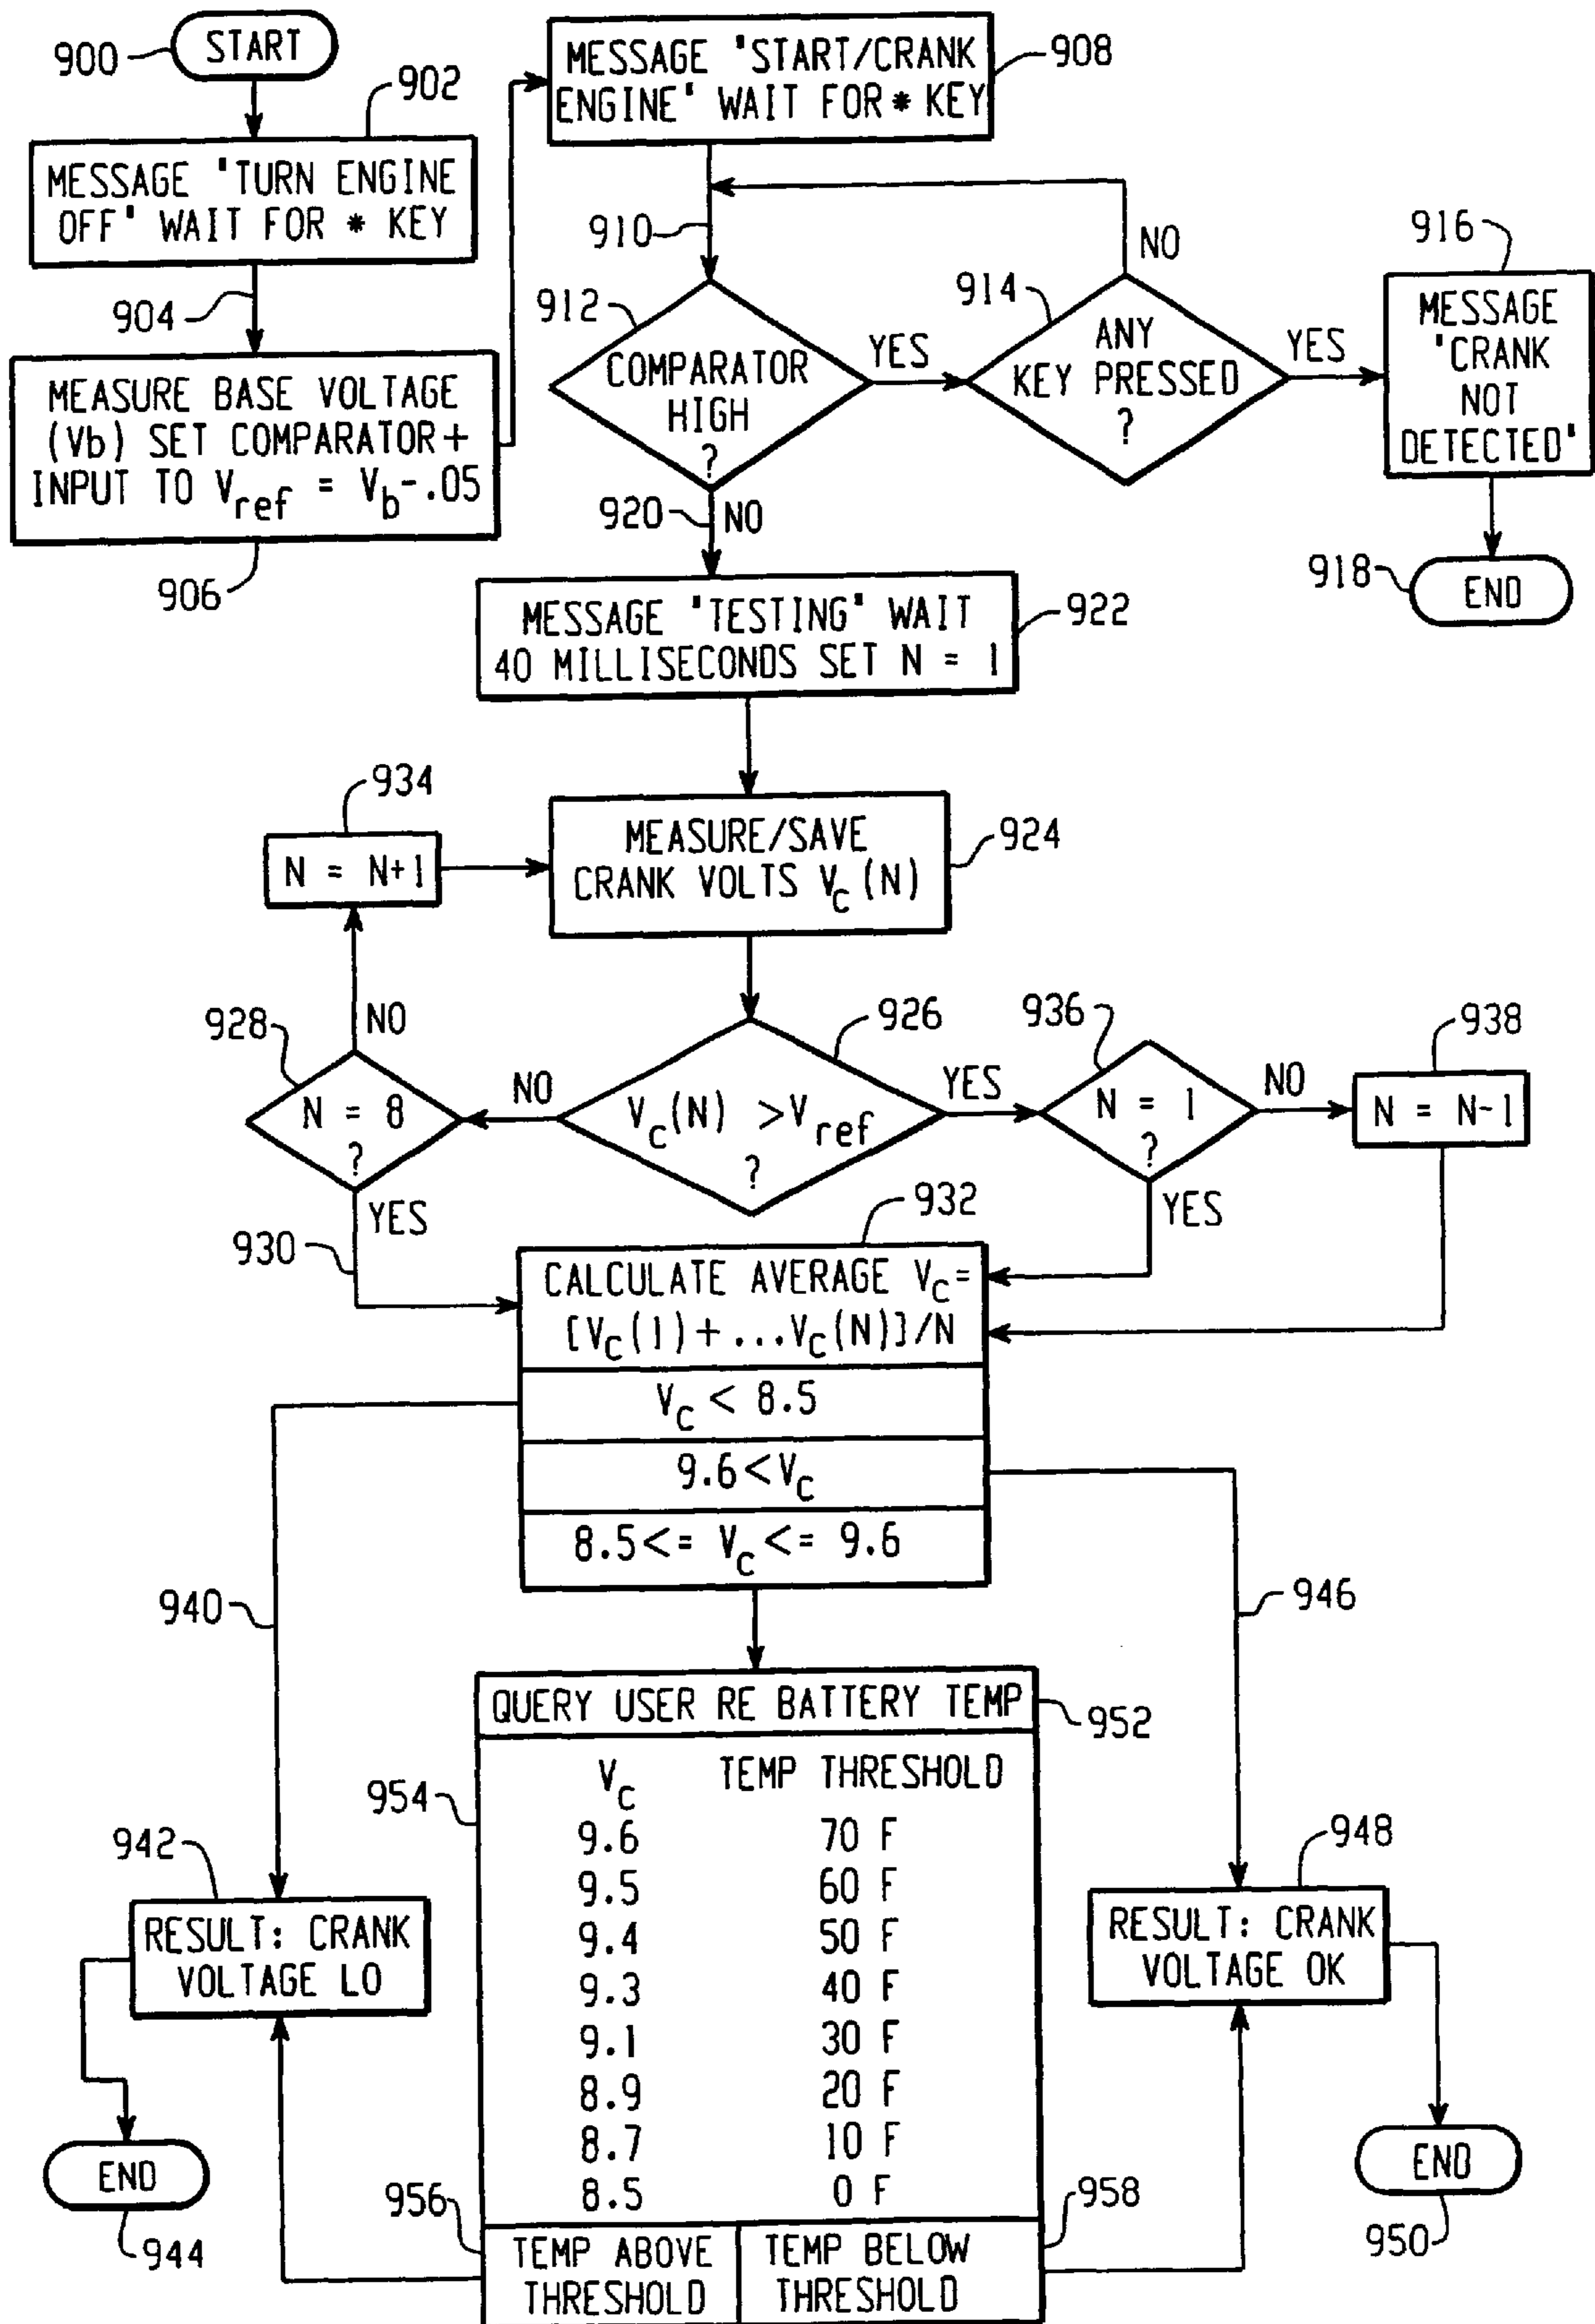 900
START
902
MESSAGE 'TURN ENGINE
OFF' WAIT FOR * KEY
904
MEASURE BASE VOLTAGE
(Vb) SET COMPARATOR+
INPUT TO Vref = Vb-.05
906
MESSAGE 'START/CRANK
ENGINE' WAIT FOR * KEY
908
910
912
COMPARATOR
HIGH
?
YES
914
ANY
KEY PRESSED
?
NO
YES
916
MESSAGE
'CRANK
NOT
DETECTED'
918
END
920
NO
MESSAGE 'TESTING' WAIT
40 MILLISECONDS SET N = 1
922
934
N = N+1
MEASURE/SAVE
CRANK VOLTS Vc(N)
924
928
NO
N = 8
?
YES
930
NO
926
Vc(N) >Vref
?
YES
936
N = 1
?
NO
YES
938
N = N-1
932
CALCULATE AVERAGE Vc=
[Vc(1)+...Vc(N)]/N
Vc < 8.5
9.6<Vc
8.5<= Vc <= 9.6
940
946
QUERY USER RE BATTERY TEMP
952
954
Vc TEMP THRESHOLD
9.6 70 F
9.5 60 F
9.4 50 F
9.3 40 F
9.1 30 F
8.9 20 F
8.7 10 F
8.5 0 F
956
TEMP ABOVE
THRESHOLD
958
TEMP BELOW
THRESHOLD
942
RESULT: CRANK
VOLTAGE LO
END
944
948
RESULT: CRANK
VOLTAGE OK
END
950